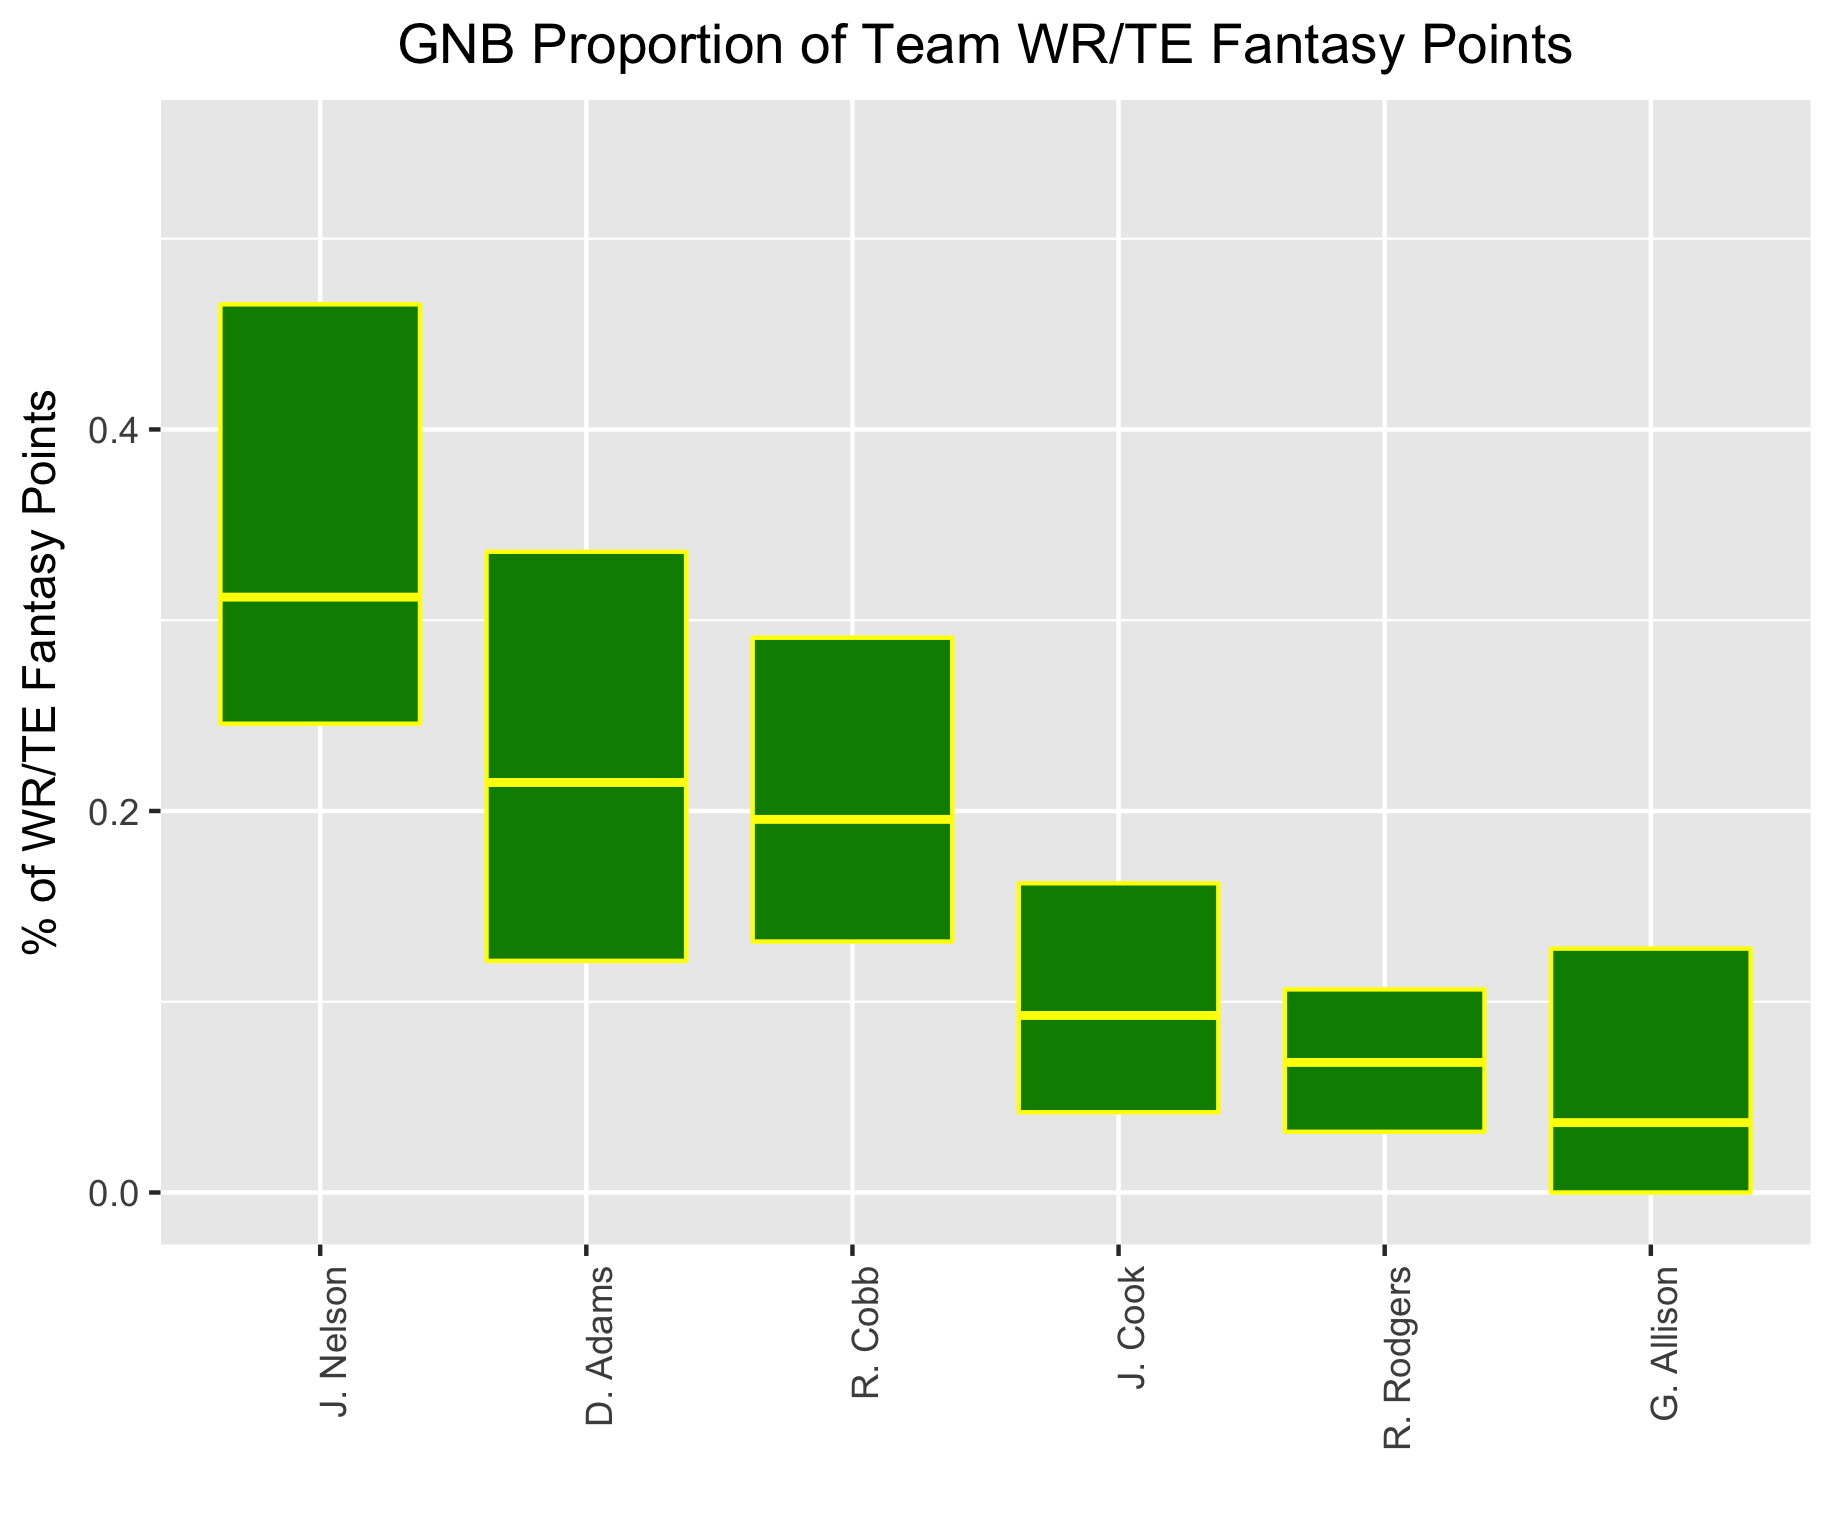 GNB Proportion of Team WR/TE Fantasy Points
% of WR/TE Fantasy Points
0.4
0.2
0.0
J. Nelson
D. Adams
R. Cobb
J. Cook
R. Rodgers
G. Allison